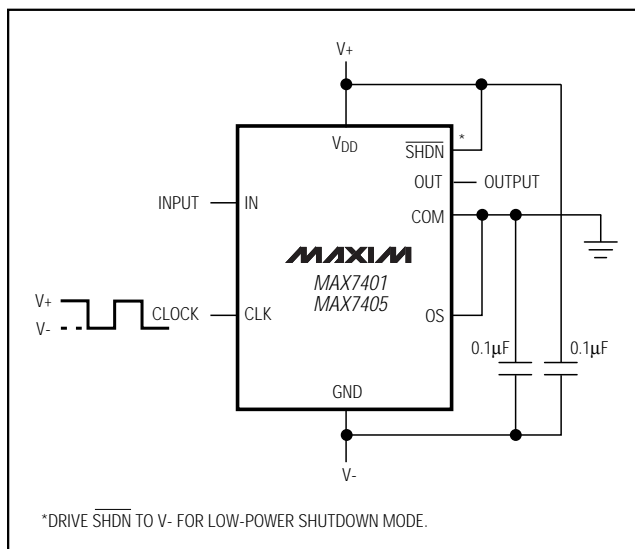 V+
VDD
*
SHDN
OUT
OUTPUT
INPUT
IN
COM
MAXIM
MAX7401
MAX7405
V+
V-
CLOCK
CLK
OS
0.1µF
0.1µF
GND
V-
*DRIVE SHDN TO V- FOR LOW-POWER SHUTDOWN MODE.